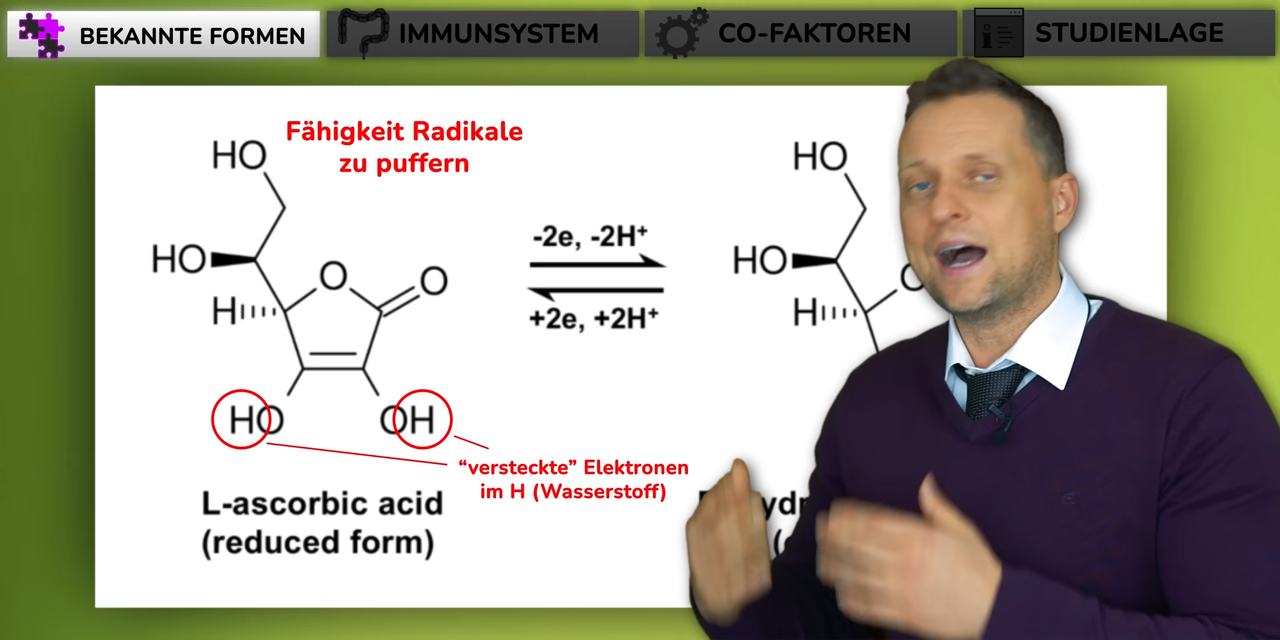 BEKANNTE FORMEN
IMMUNSYSTEM
CO-FAKTOREN
STUDIENLAGE
Fähigkeit Radikale
zu puffern
HO
HO
H
O
O
HO
OH
-2e, -2H⁺
+2e, +2H⁺
HO
HO
H
“versteckte” Elektronen
im H (Wasserstoff)
L-ascorbic acid
(reduced form)